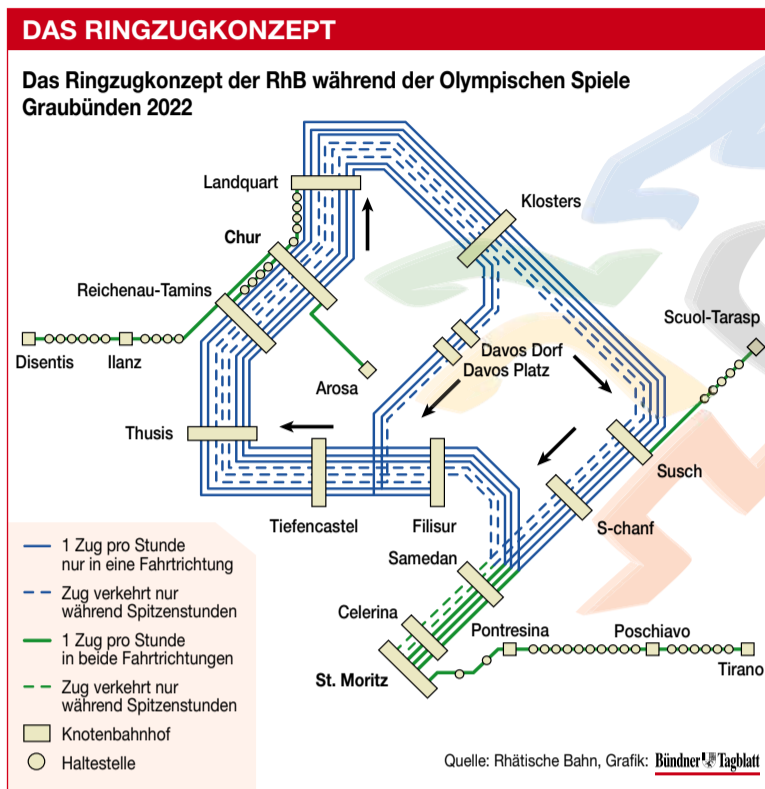 DAS RINGZUGKONZEPT
Das Ringzugkonzept der RhB während der Olympischen Spiele
Graubünden 2022
Landquart
Klosters
Chur
Reichenau-Tamins
Scuol-Tarasp
Disentis
Ilanz
Arosa
Davos Dorf
Davos Platz
Thusis
Susch
Tiefencastel
Filisur
S-chanf
Samedan
Celerina
Pontresina
Poschiavo
Tirano
St. Moritz
1 Zug pro Stunde
nur in eine Fahrtrichtung
Zug verkehrt nur
während Spitzenstunden
1 Zug pro Stunde
in beide Fahrtrichtungen
Zug verkehrt nur
während Spitzenstunden
Knotenbahnhof
Haltestelle
Quelle: Rhätische Bahn, Grafik: Bündner Tagblatt